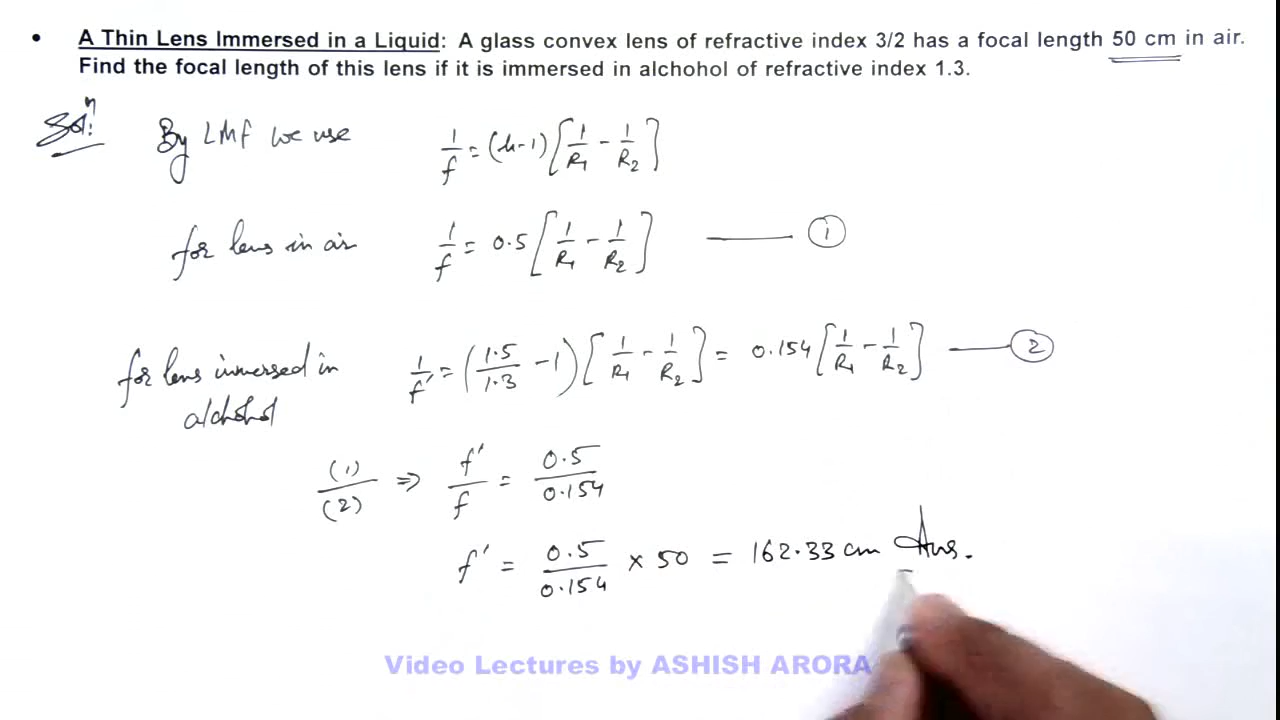 • A Thin Lens Immersed in a Liquid: A glass convex lens of refractive index 3/2 has a focal length 50 cm in air.
Find the focal length of this lens if it is immersed in alchohol of refractive index 1.3.
Solⁿ: By LMF we use 1/f = (μ-1) [1/R₁ - 1/R₂]
for lens in air 1/f = 0.5 [1/R₁ - 1/R₂] —— ①
for lens immersed in 1/f' = (1.5/1.3 - 1) [1/R₁ - 1/R₂] = 0.154 [1/R₁ - 1/R₂] —— ②
alchohol
(1)/(2) ⇒ f'/f = 0.5/0.154
f' = 0.5/0.154 × 50 = 162.33 cm Ans.
Video Lectures by ASHISH ARORA